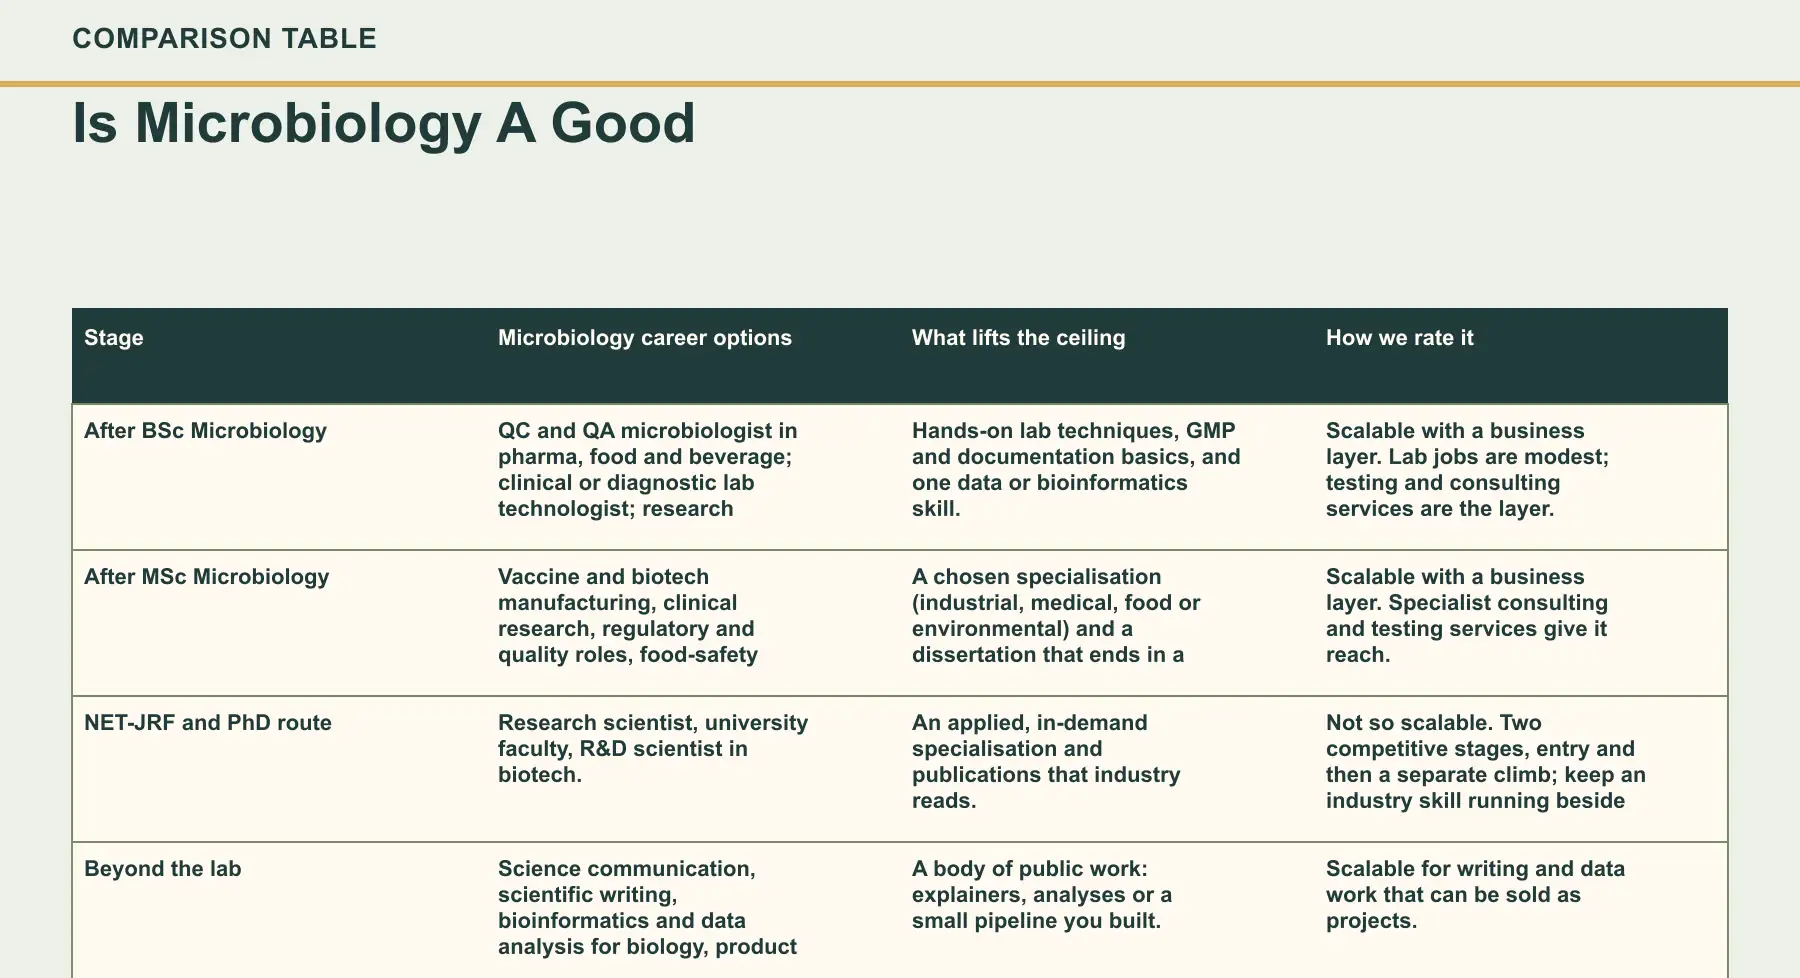 COMPARISON TABLE
Is Microbiology A Good
Stage
Microbiology career options
What lifts the ceiling
How we rate it
After BSc Microbiology
QC and QA microbiologist in
pharma, food and beverage;
clinical or diagnostic lab
technologist; research
Hands-on lab techniques, GMP
and documentation basics, and
one data or bioinformatics
skill.
Scalable with a business
layer. Lab jobs are modest;
testing and consulting
services are the layer.
After MSc Microbiology
Vaccine and biotech
manufacturing, clinical
research, regulatory and
quality roles, food-safety
A chosen specialisation
(industrial, medical, food or
environmental) and a
dissertation that ends in a
Scalable with a business
layer. Specialist consulting
and testing services give it
reach.
NET-JRF and PhD route
Research scientist, university
faculty, R&D scientist in
biotech.
An applied, in-demand
specialisation and
publications that industry
reads.
Not so scalable. Two
competitive stages, entry and
then a separate climb; keep an
industry skill running beside
Beyond the lab
Science communication,
scientific writing,
bioinformatics and data
analysis for biology, product
A body of public work:
explainers, analyses or a
small pipeline you built.
Scalable for writing and data
work that can be sold as
projects.